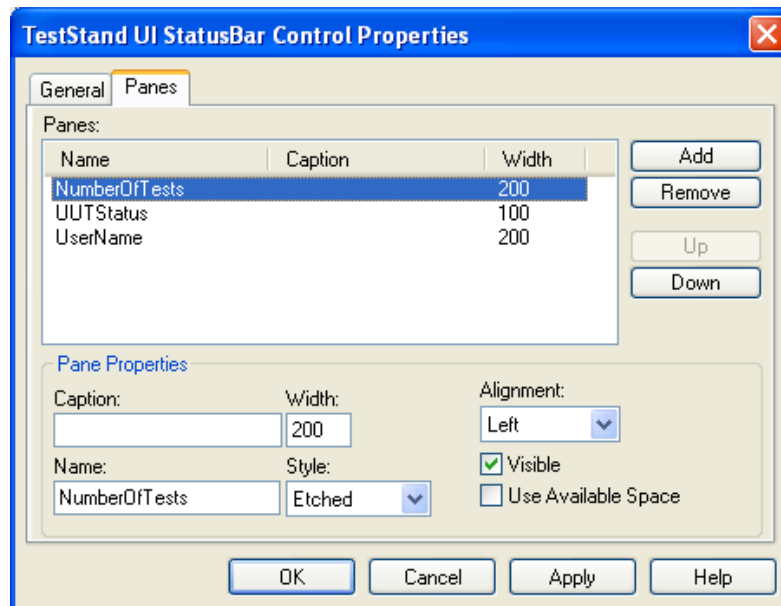 TestStand UI StatusBar Control Properties
General Panes
Panes:
Name Caption Width
NumberOfTests 200
UUTStatus 100
UserName 200
Add
Remove
Up
Down
Pane Properties
Caption: Width: Alignment:
200 Left
Name: Style: Visible
NumberOfTests Etched Use Available Space
OK Cancel Apply Help